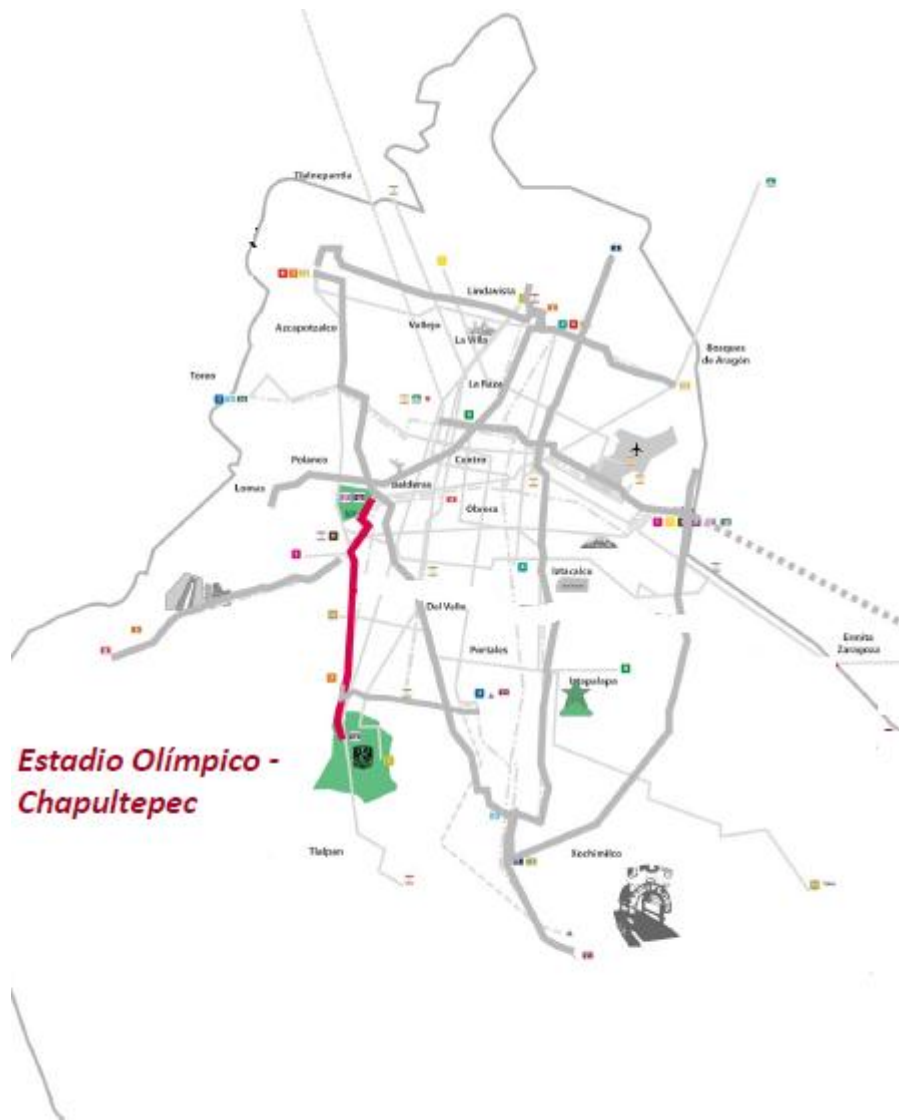 Tlalnepantla
Lindavista
Azcapotzalco
Vallejo
La Villa
Bosques
de Aragón
Toreo
La Raza
Polanco
Centro
Lomas
Balderas
Obrera
Iztacalco
Del Valle
Ermita
Zaragoza
Portales
Iztapalapa
Estadio Olímpico -
Chapultepec
Tlalpan
Xochimilco